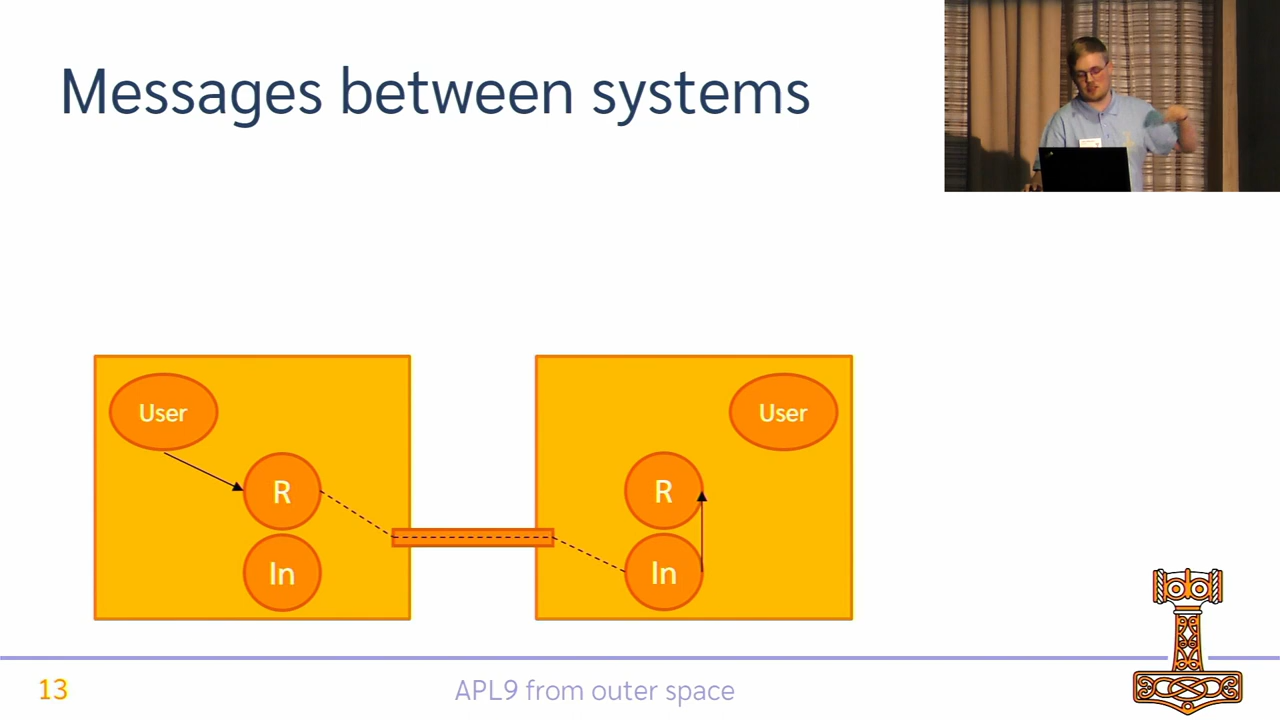 Messages between systems
User
User
R
R
In
In
13
APL9 from outer space